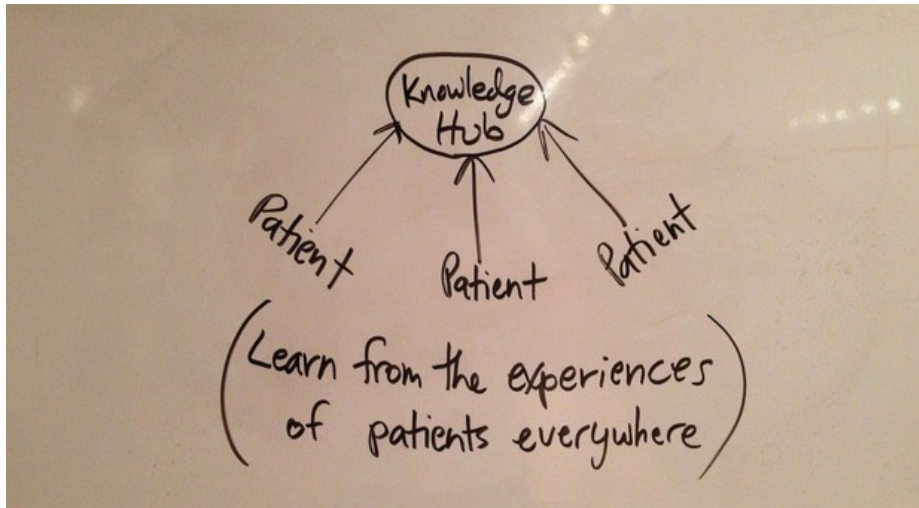 Knowledge
Hub
Patient
Patient
Patient
(Learn from the experiences
of patients everywhere)